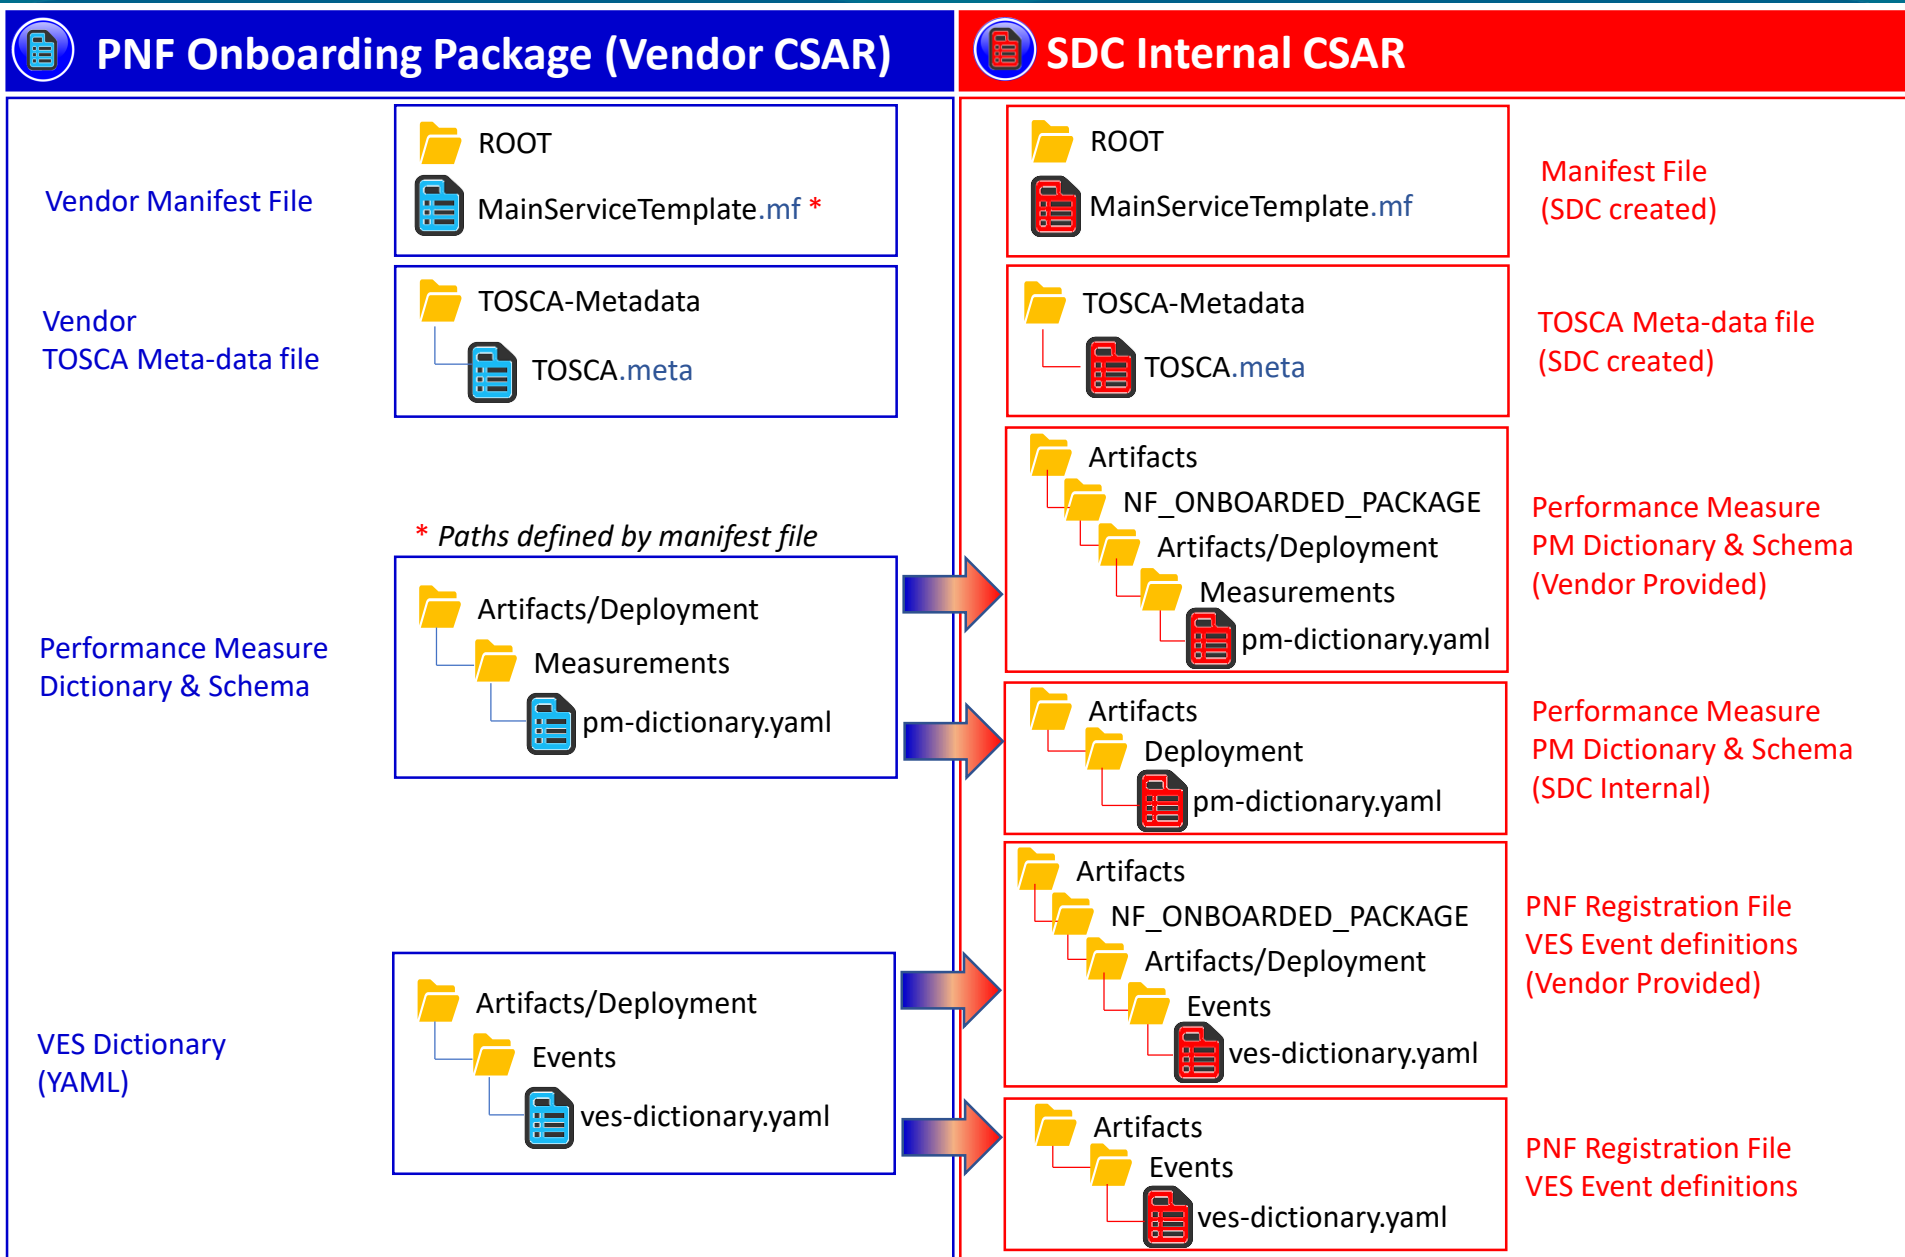 PNF Onboarding Package (Vendor CSAR)
SDC Internal CSAR
Vendor Manifest File
ROOT
MainServiceTemplate.mf *
ROOT
MainServiceTemplate.mf
Manifest File
(SDC created)
Vendor
TOSCA Meta-data file
TOSCA-Metadata
TOSCA.meta
TOSCA-Metadata
TOSCA.meta
TOSCA Meta-data file
(SDC created)
* Paths defined by manifest file
Performance Measure
Dictionary & Schema
Artifacts/Deployment
Measurements
pm-dictionary.yaml
Artifacts
NF_ONBOARDED_PACKAGE
Artifacts/Deployment
Measurements
pm-dictionary.yaml
Performance Measure
PM Dictionary & Schema
(Vendor Provided)
Artifacts
Deployment
pm-dictionary.yaml
Performance Measure
PM Dictionary & Schema
(SDC Internal)
VES Dictionary
(YAML)
Artifacts/Deployment
Events
ves-dictionary.yaml
Artifacts
NF_ONBOARDED_PACKAGE
Artifacts/Deployment
Events
ves-dictionary.yaml
PNF Registration File
VES Event definitions
(Vendor Provided)
Artifacts
Events
ves-dictionary.yaml
PNF Registration File
VES Event definitions